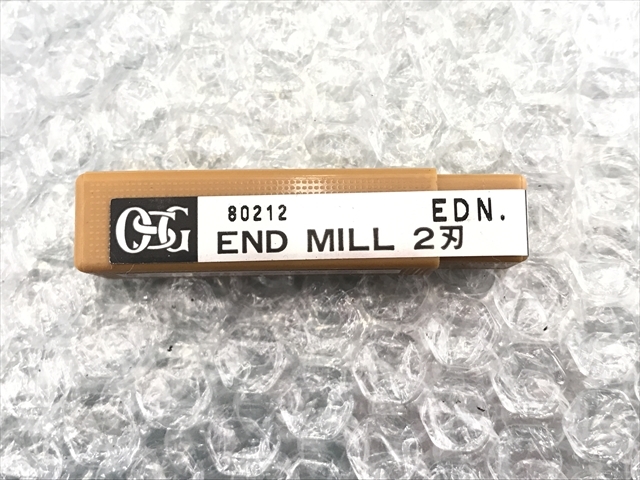 OSG
80212 EDN.
END MILL 2刃